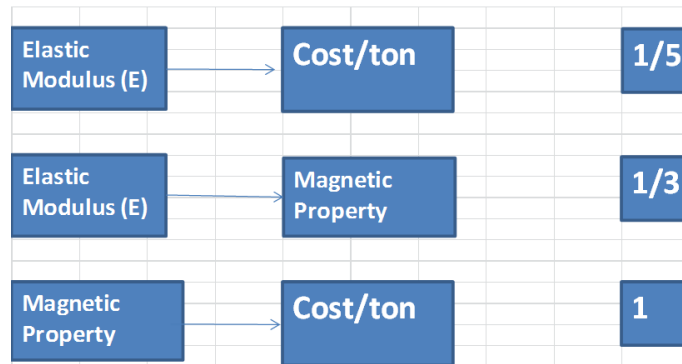 Elastic
Modulus (E)
Cost/ton
1/5
Elastic
Modulus (E)
Magnetic
Property
1/3
Magnetic
Property
Cost/ton
1